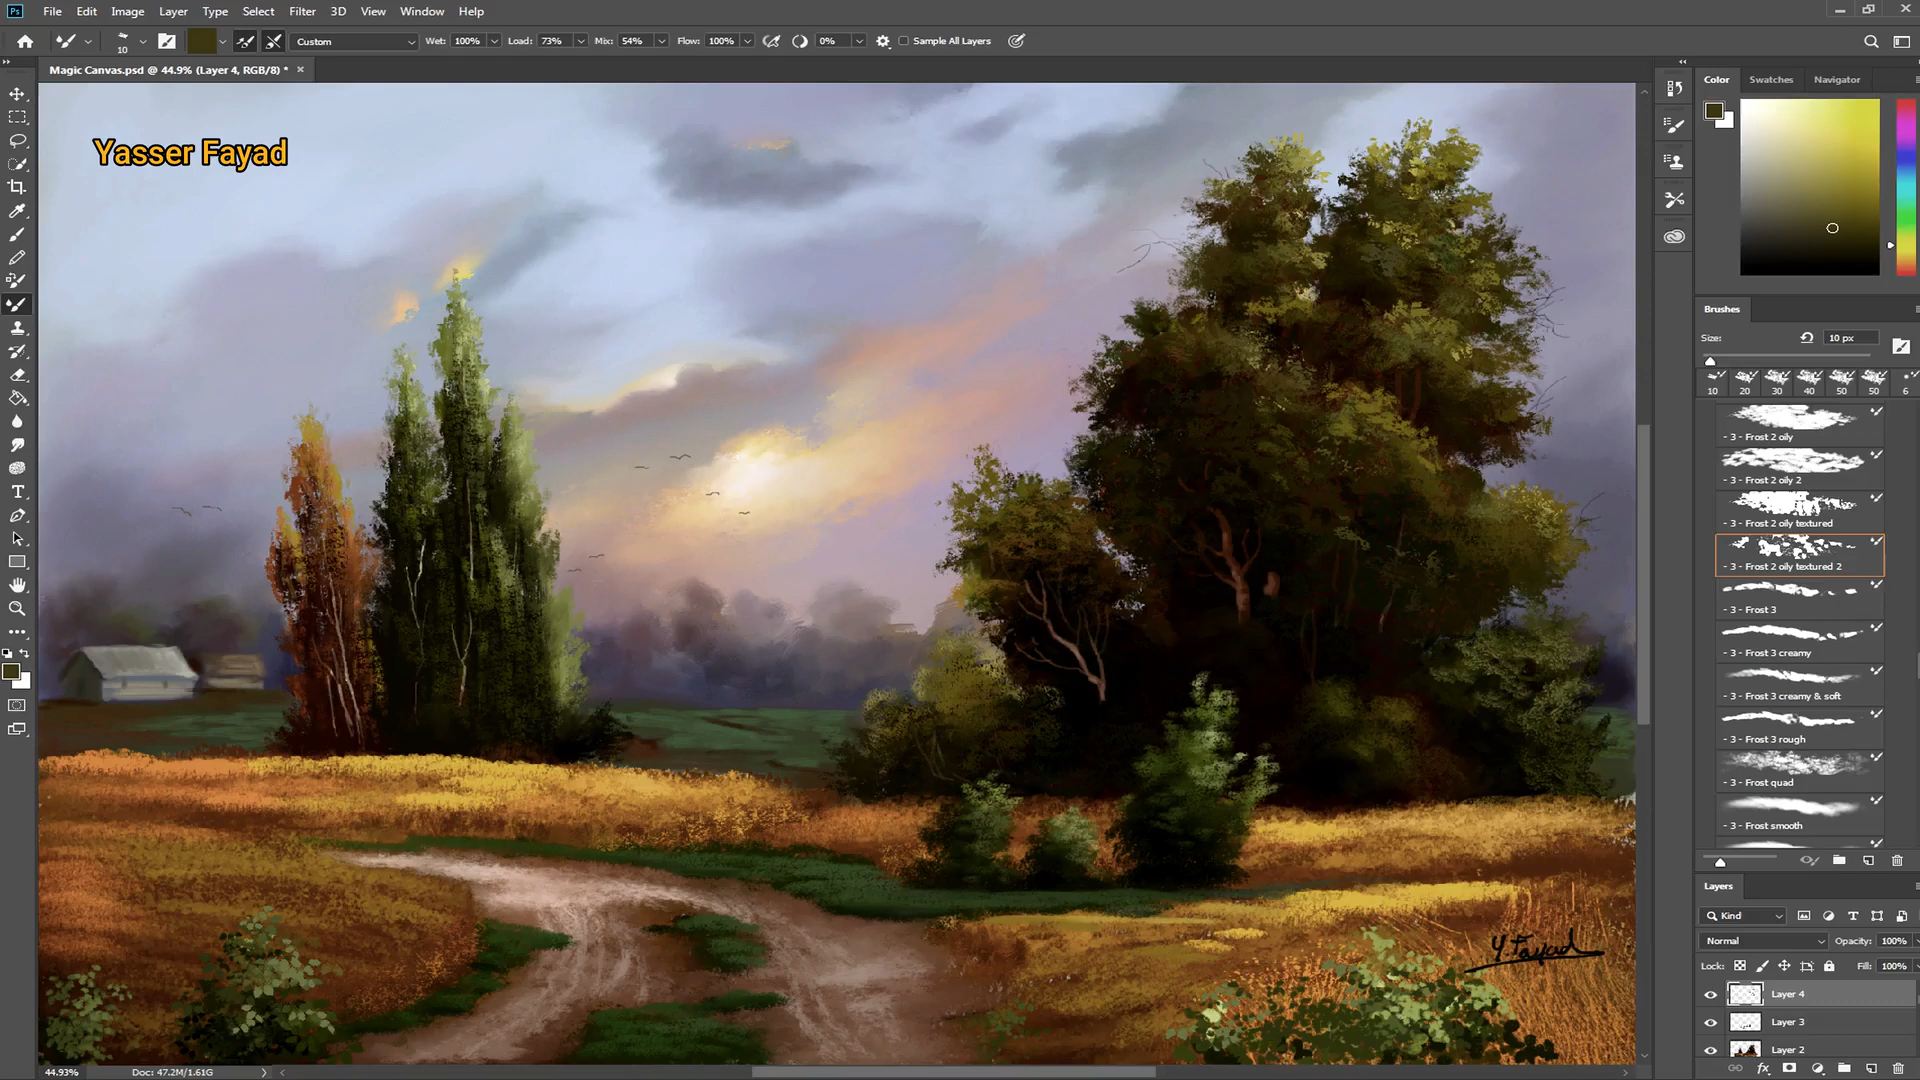 Ps File Edit Image Layer Type Select Filter 3D View Window Help
10 Custom Wet: 100% Load: 73% Mix: 54% Flow: 100% 0% Sample All Layers
Magic Canvas.psd @ 44.9% (Layer 4, RGB/8) * ×
Color Swatches Navigator
Yasser Fayad
Brushes
Size: 10 px
10 20 30 40 50 50 6
- 3 - Frost 2 oily
- 3 - Frost 2 oily 2
- 3 - Frost 2 oily textured
- 3 - Frost 2 oily textured 2
- 3 - Frost 3
- 3 - Frost 3 creamy
- 3 - Frost 3 creamy & soft
- 3 - Frost 3 rough
- 3 - Frost quad
- 3 - Frost smooth
Layers
Kind
Normal Opacity: 100%
Lock: Fill: 100%
Layer 4
Layer 3
Layer 2
Y. Fayad
44.93% Doc: 47.2M/1.61G